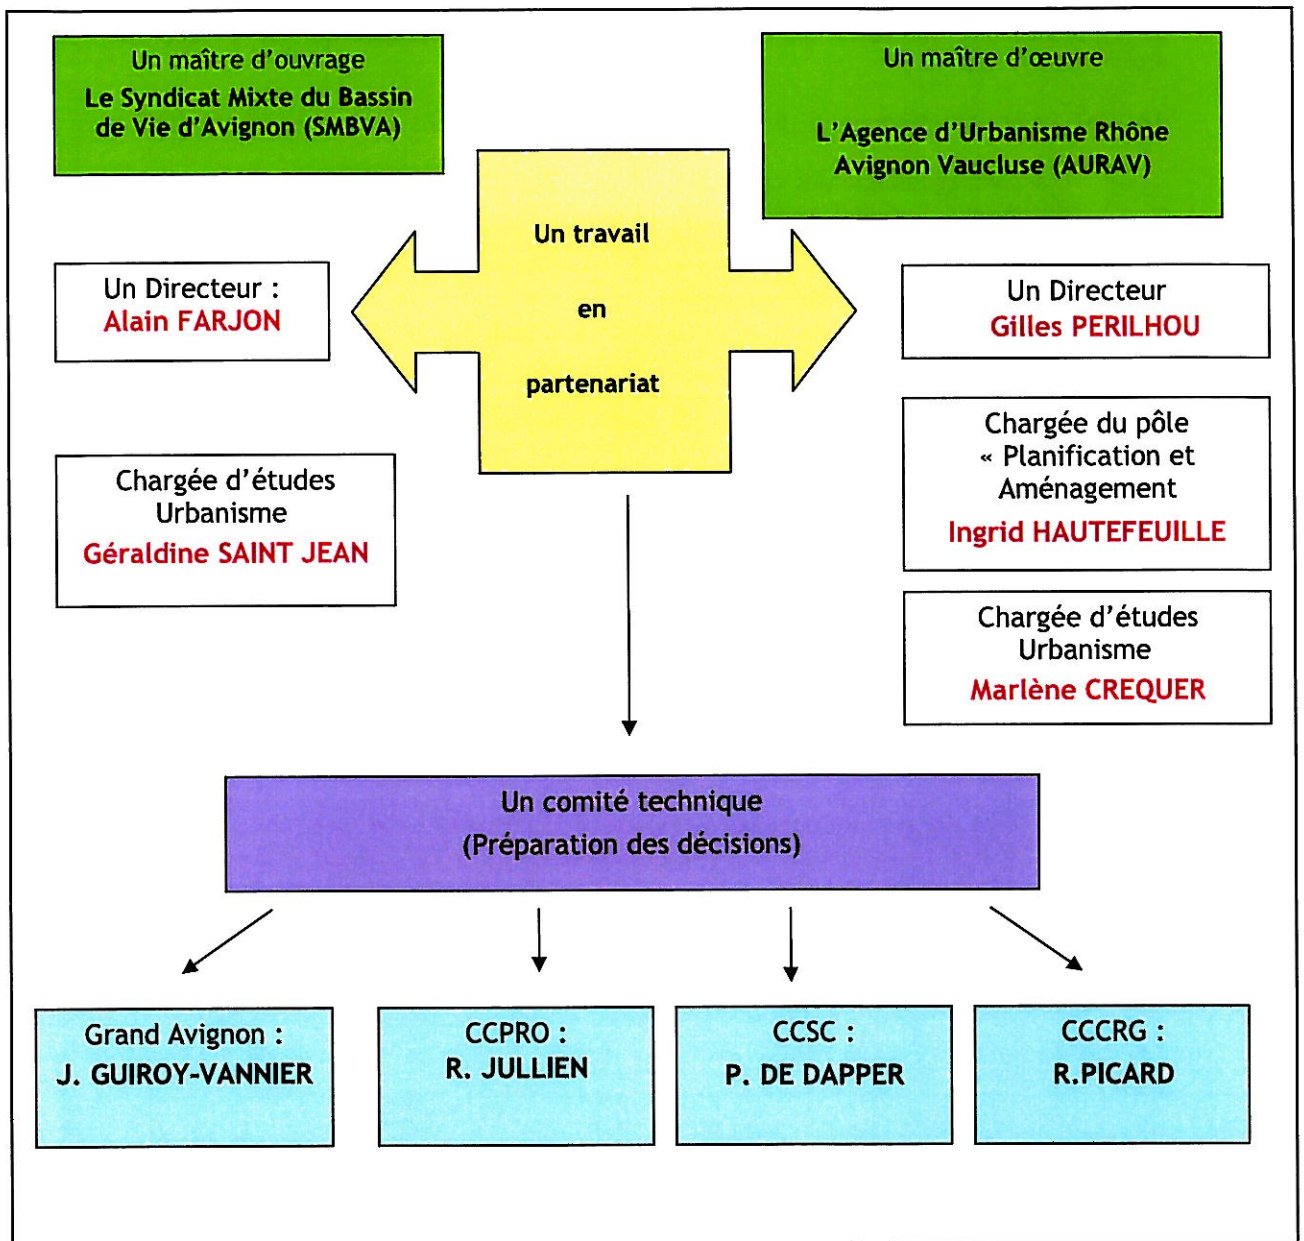 Un maître d'ouvrage
Le Syndicat Mixte du Bassin
de Vie d'Avignon (SMBVA)
Un maître d'œuvre
L'Agence d'Urbanisme Rhône
Avignon Vaucluse (AURAV)
Un travail
en
partenariat
Un Directeur :
Alain FARJON
Chargée d'études
Urbanisme
Géraldine SAINT JEAN
Un Directeur
Gilles PERILHOU
Chargée du pôle
« Planification et
Aménagement
Ingrid HAUTEFEUILLE
Chargée d'études
Urbanisme
Marlène CREQUER
Un comité technique
(Préparation des décisions)
Grand Avignon :
J. GUIROY-VANNIER
CCPRO :
R. JULLIEN
CCSC :
P. DE DAPPER
CCCRG :
R.PICARD